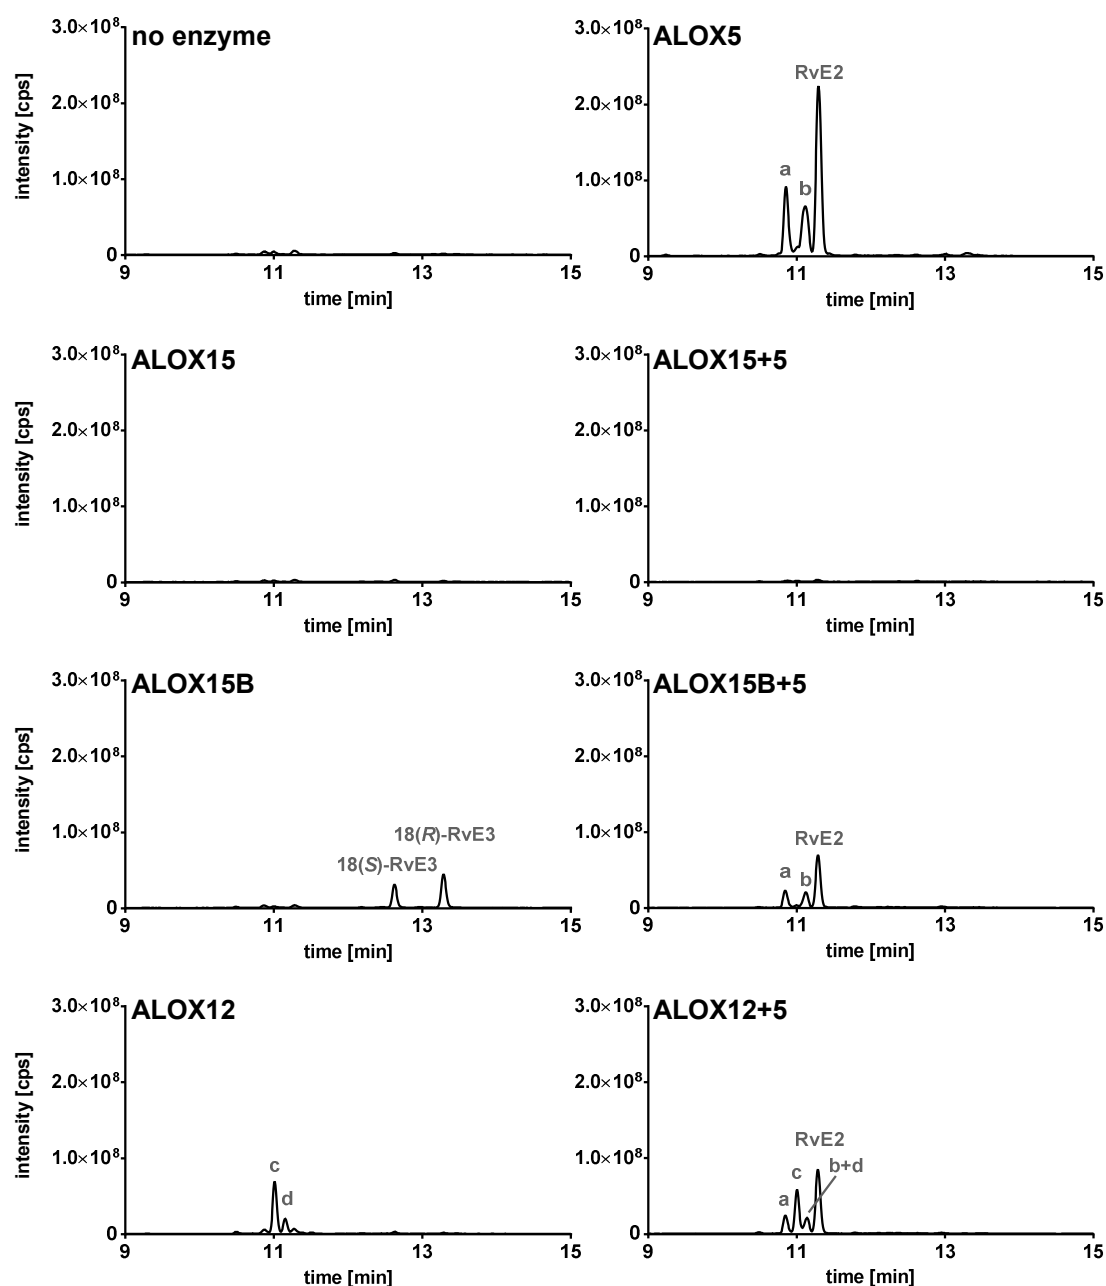 no enzyme
intensity [cps]
3.0×10⁸
2.0×10⁸
1.0×10⁸
0
9 11 13 15
time [min]
ALOX5
RvE2
a
b
3.0×10⁸
2.0×10⁸
1.0×10⁸
0
9 11 13 15
time [min]
ALOX15
intensity [cps]
3.0×10⁸
2.0×10⁸
1.0×10⁸
0
9 11 13 15
time [min]
ALOX15+5
3.0×10⁸
2.0×10⁸
1.0×10⁸
0
9 11 13 15
time [min]
ALOX15B
intensity [cps]
3.0×10⁸
2.0×10⁸
1.0×10⁸
0
18(R)-RvE3
18(S)-RvE3
9 11 13 15
time [min]
ALOX15B+5
3.0×10⁸
2.0×10⁸
1.0×10⁸
0
RvE2
a
b
9 11 13 15
time [min]
ALOX12
intensity [cps]
3.0×10⁸
2.0×10⁸
1.0×10⁸
0
c
d
9 11 13 15
time [min]
ALOX12+5
3.0×10⁸
2.0×10⁸
1.0×10⁸
0
RvE2
b+d
c
a
9 11 13 15
time [min]